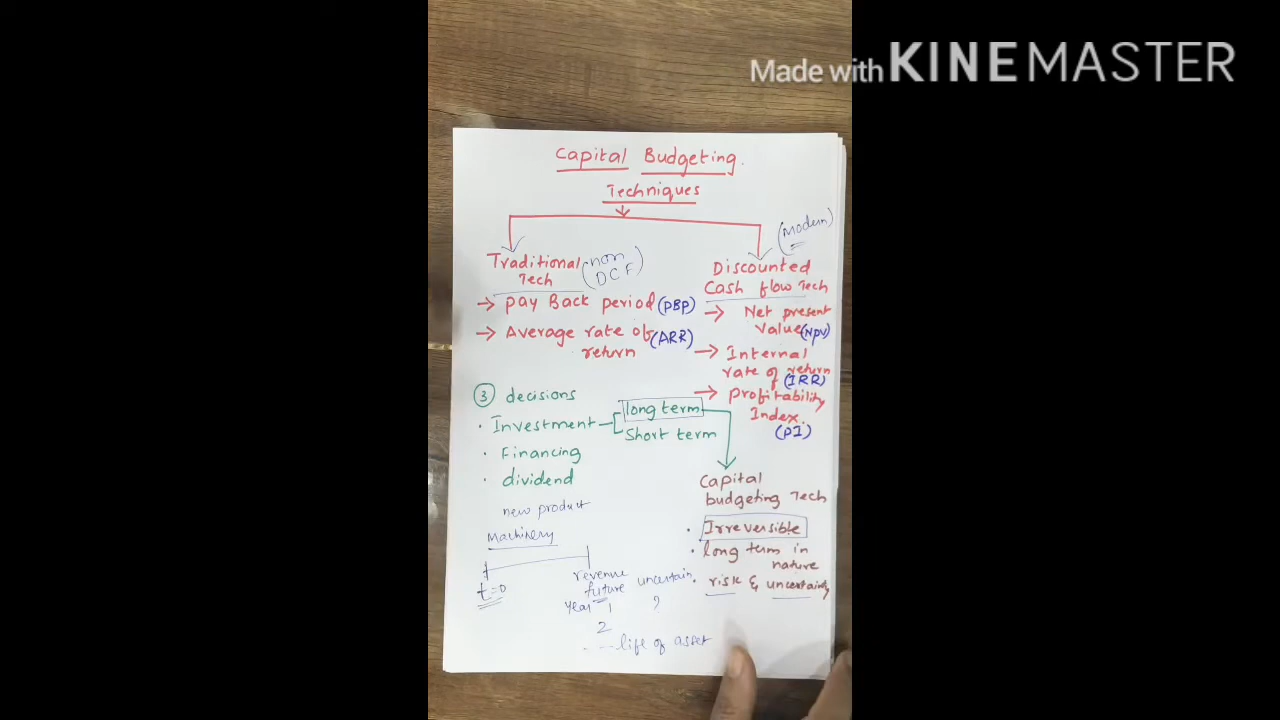 Made with KINEMASTER
Capital Budgeting.
Techniques
(Modern)
Traditional
Tech
(non
DCF)
→ Pay Back period (PBP)
→ Average rate of
return (ARR)
Discounted
Cash flow Tech
→ Net present
Value (NPV)
→ Internal
rate of return
(IRR)
→ Profitability
Index.
(PI)
③ decisions
· Investment
long term
Short term
· Financing
· dividend
Capital
budgeting Tech
· Irreversible
· long term in
nature
· risk & uncertainty
new product
Machinery
t=0
revenue
future
uncertain
?
Year 1
2
---life of asset